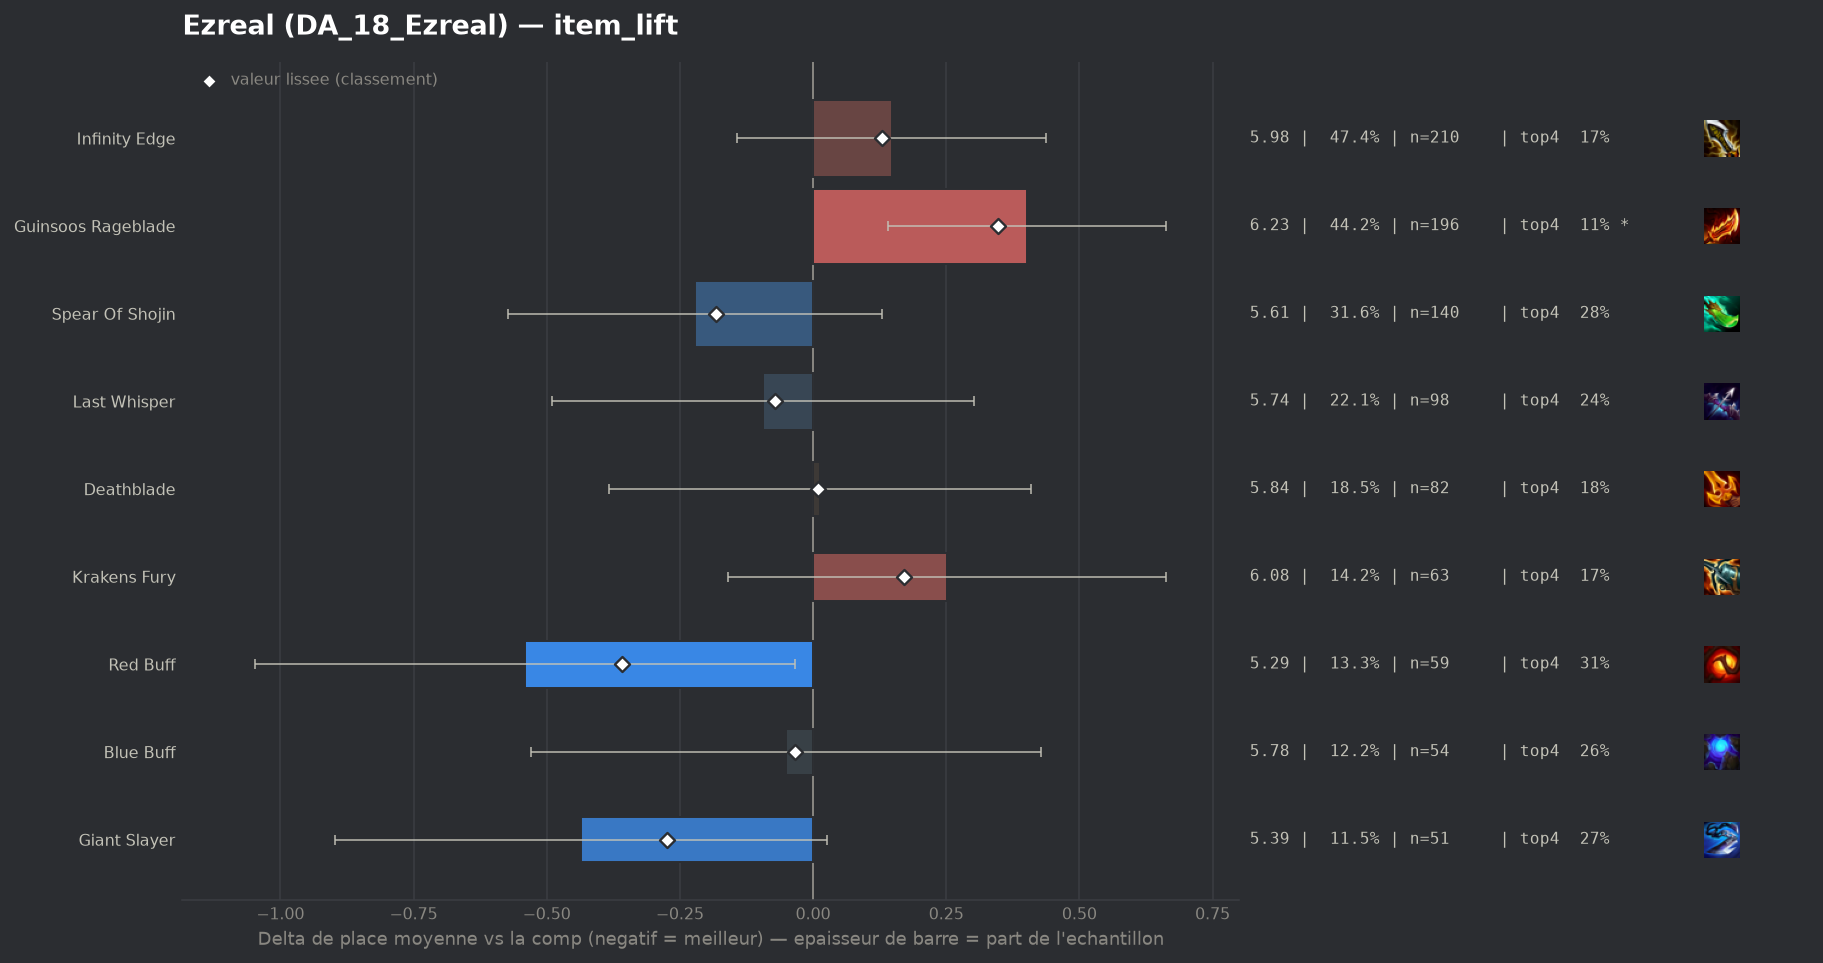 Ezreal (DA_18_Ezreal) — item_lift
valeur lissee (classement)
Infinity Edge 5.98 | 47.4% | n=210 | top4 17%
Guinsoos Rageblade 6.23 | 44.2% | n=196 | top4 11% *
Spear Of Shojin 5.61 | 31.6% | n=140 | top4 28%
Last Whisper 5.74 | 22.1% | n=98 | top4 24%
Deathblade 5.84 | 18.5% | n=82 | top4 18%
Krakens Fury 6.08 | 14.2% | n=63 | top4 17%
Red Buff 5.29 | 13.3% | n=59 | top4 31%
Blue Buff 5.78 | 12.2% | n=54 | top4 26%
Giant Slayer 5.39 | 11.5% | n=51 | top4 27%
−1.00 −0.75 −0.50 −0.25 0.00 0.25 0.50 0.75
Delta de place moyenne vs la comp (negatif = meilleur) — epaisseur de barre = part de l'echantillon